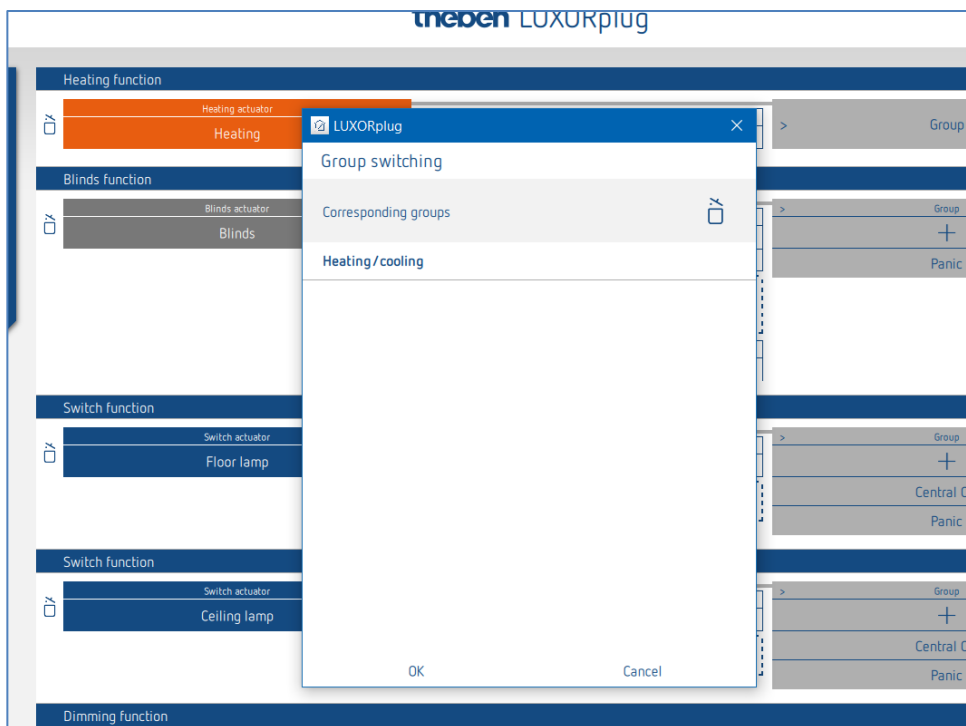 theben LUXORplug
Heating function
Heating actuator
Heating
> Group
Blinds function
Blinds actuator
Blinds
> Group
+
Panic
Switch function
Switch actuator
Floor lamp
> Group
+
Central
Panic
Switch function
Switch actuator
Ceiling lamp
> Group
+
Central
Panic
Dimming function
LUXORplug
Group switching
Corresponding groups
Heating/cooling
OK Cancel